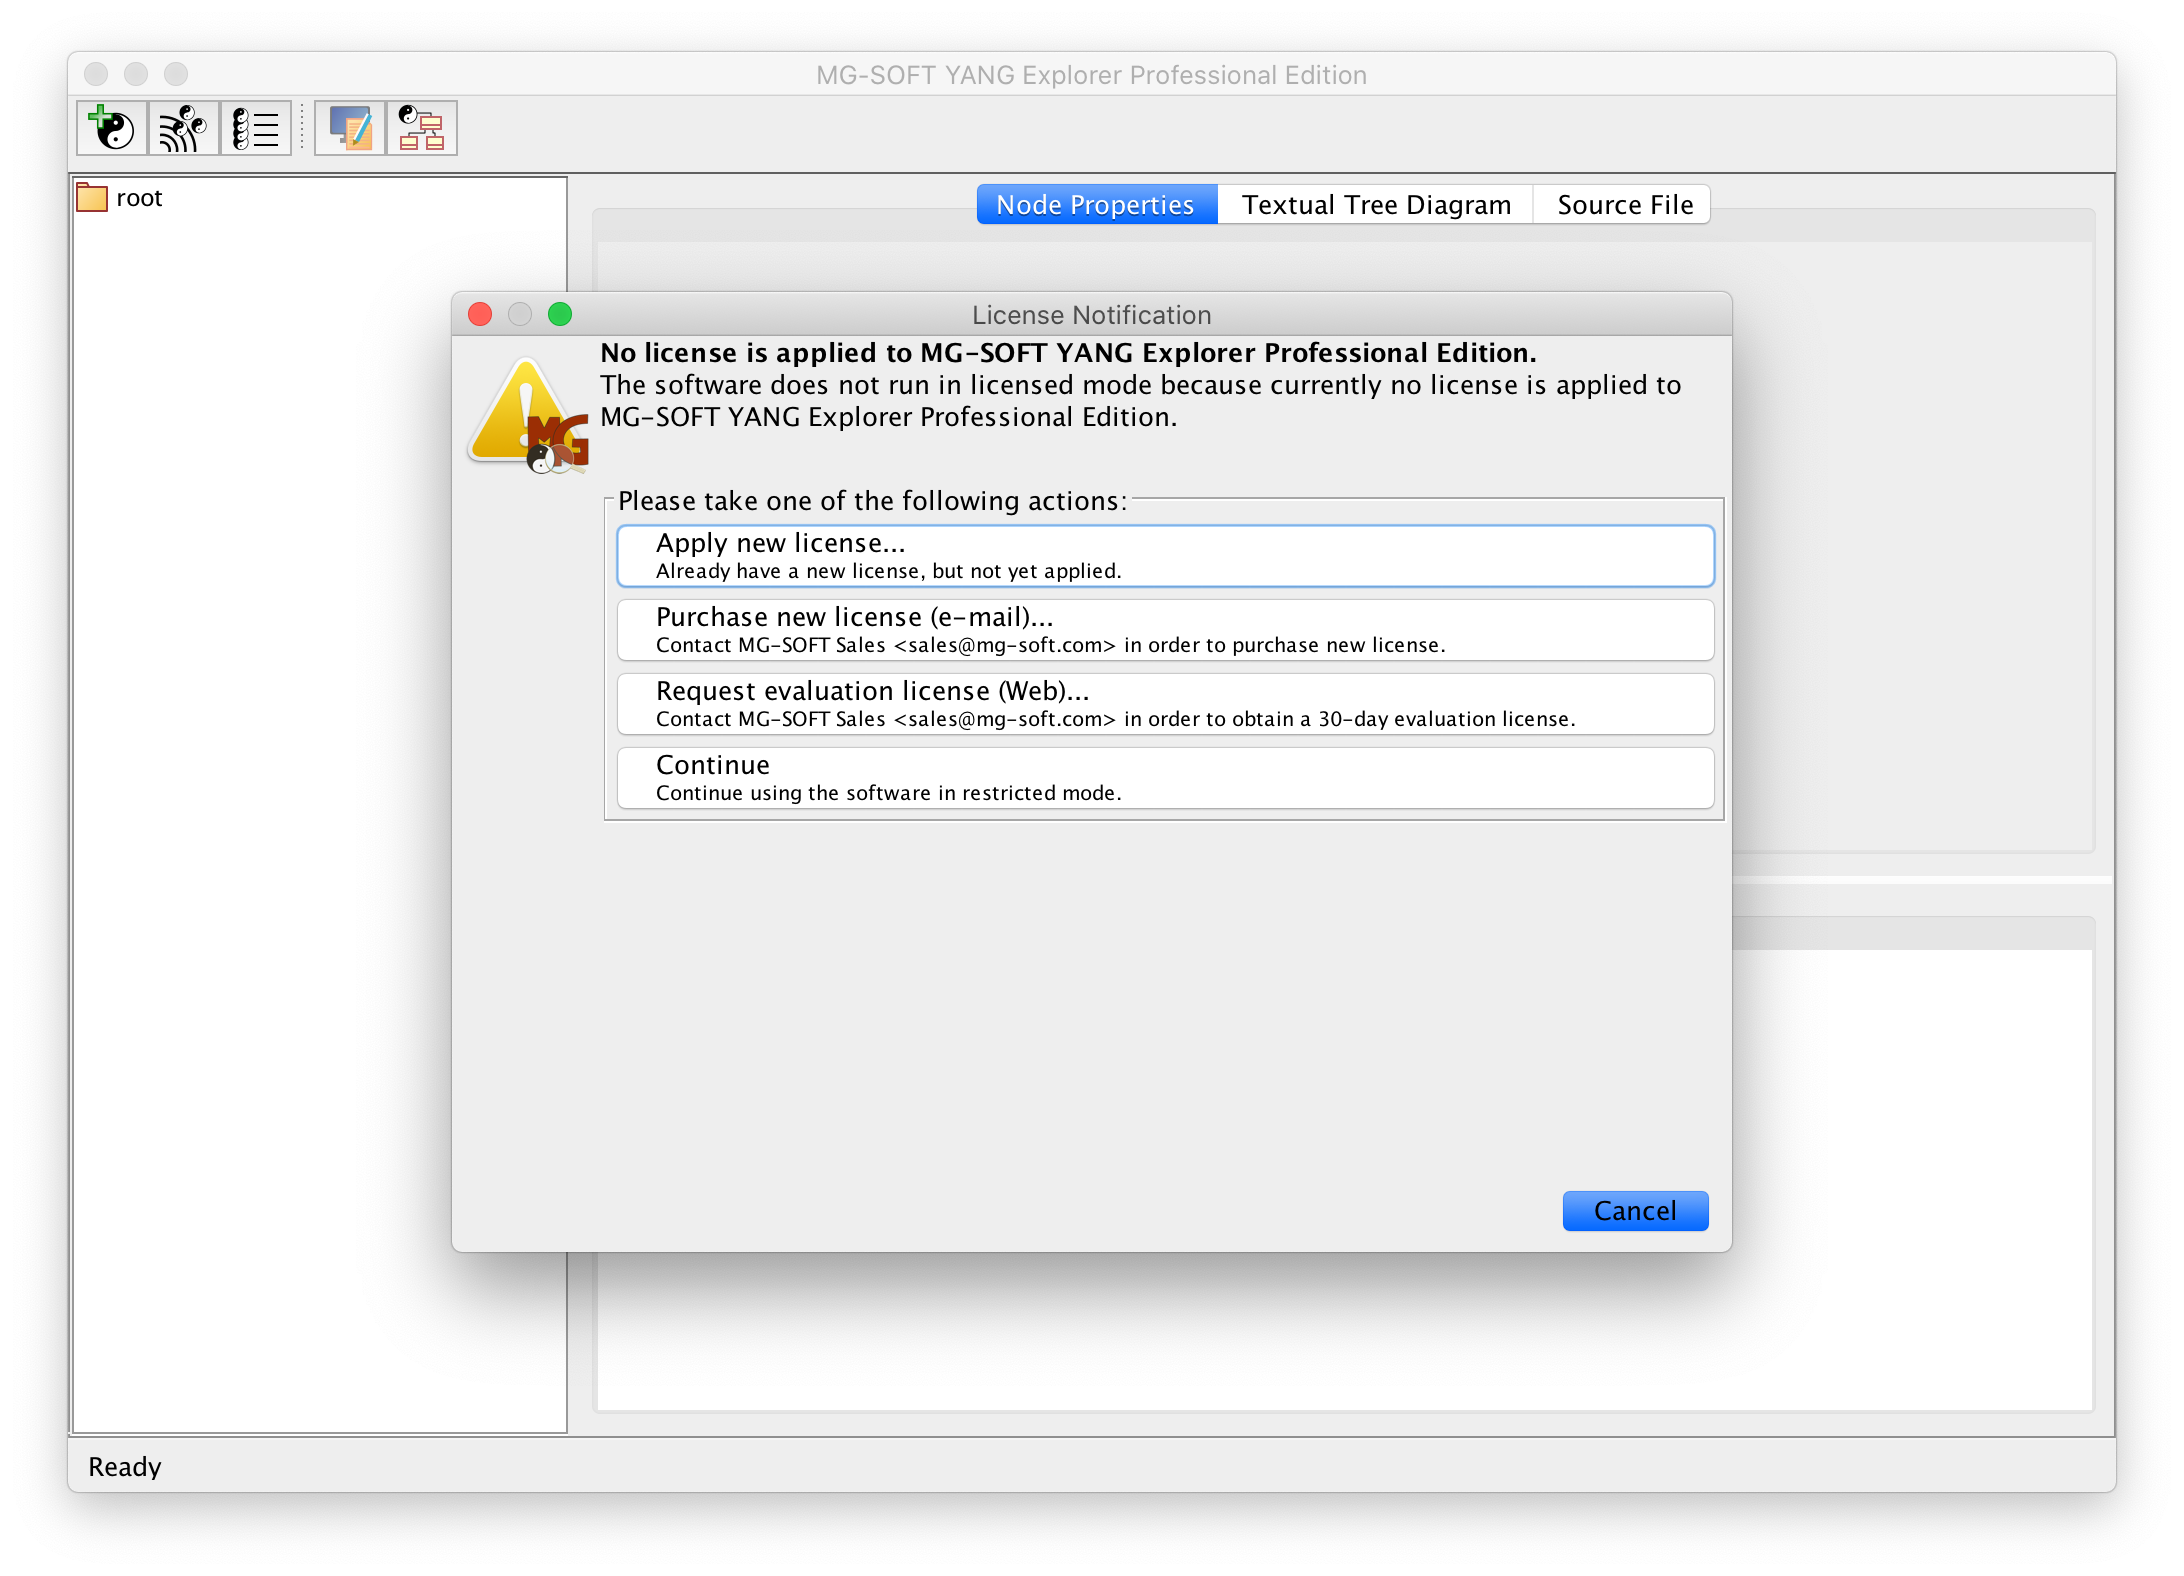 MG-SOFT YANG Explorer Professional Edition
root
Node Properties
Textual Tree Diagram
Source File
License Notification
No license is applied to MG-SOFT YANG Explorer Professional Edition.
The software does not run in licensed mode because currently no license is applied to
MG-SOFT YANG Explorer Professional Edition.
MG
Please take one of the following actions:
Apply new license...
Already have a new license, but not yet applied.
Purchase new license (e-mail)...
Contact MG-SOFT Sales <sales@mg-soft.com> in order to purchase new license.
Request evaluation license (Web)...
Contact MG-SOFT Sales <sales@mg-soft.com> in order to obtain a 30-day evaluation license.
Continue
Continue using the software in restricted mode.
Cancel
Ready